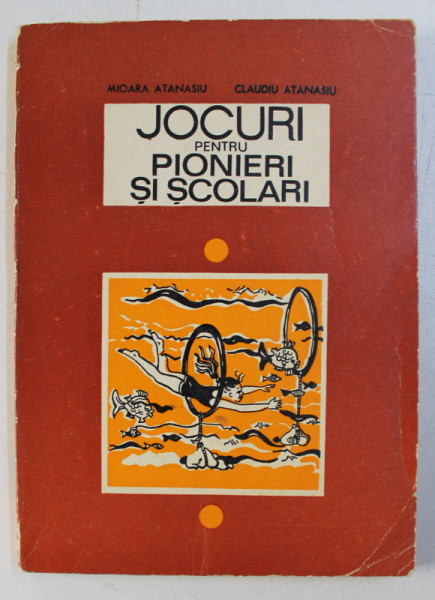 MIOARA ATANASIU CLAUDIU ATANASIU
JOCURI
PENTRU
PIONIERI
ȘI ȘCOLARI